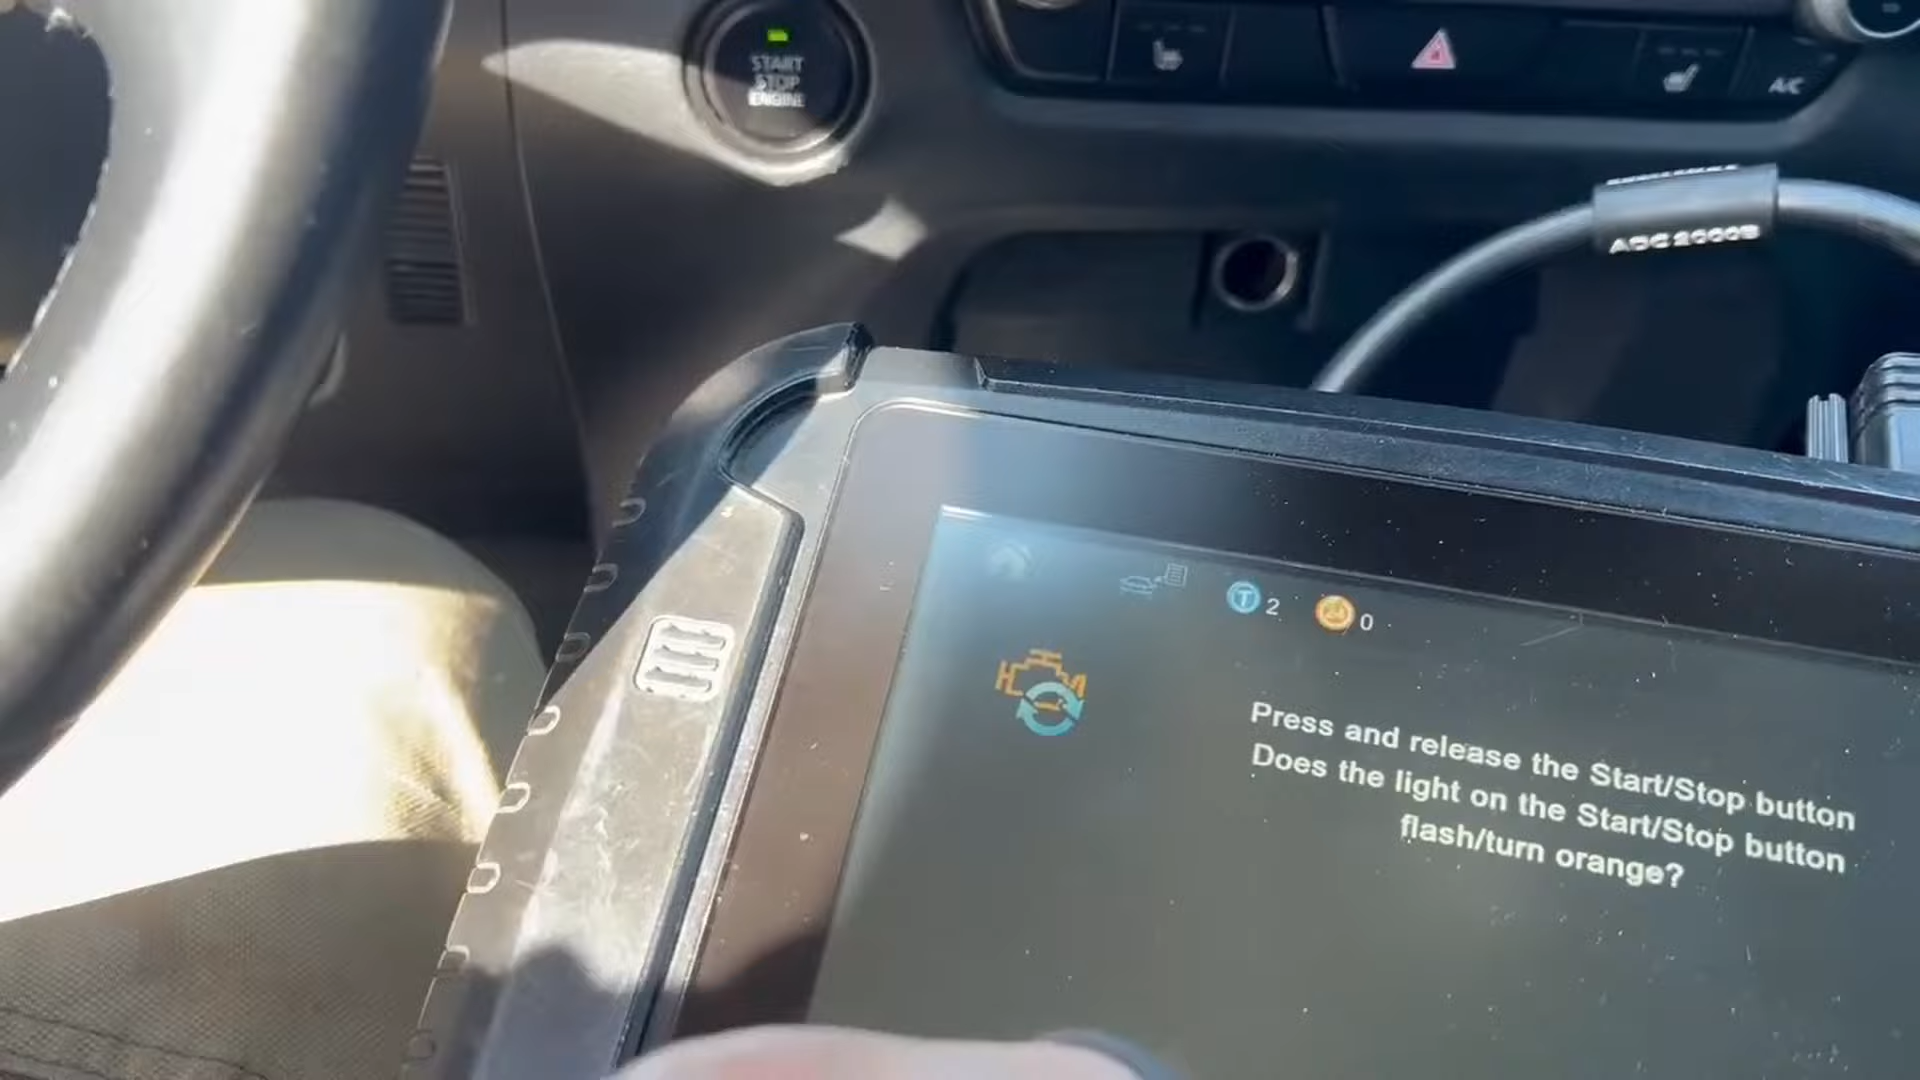 START
STOP
ENGINE
A/C
ADC2000B
T 2
0
Press and release the Start/Stop button
Does the light on the Start/Stop button
flash/turn orange?